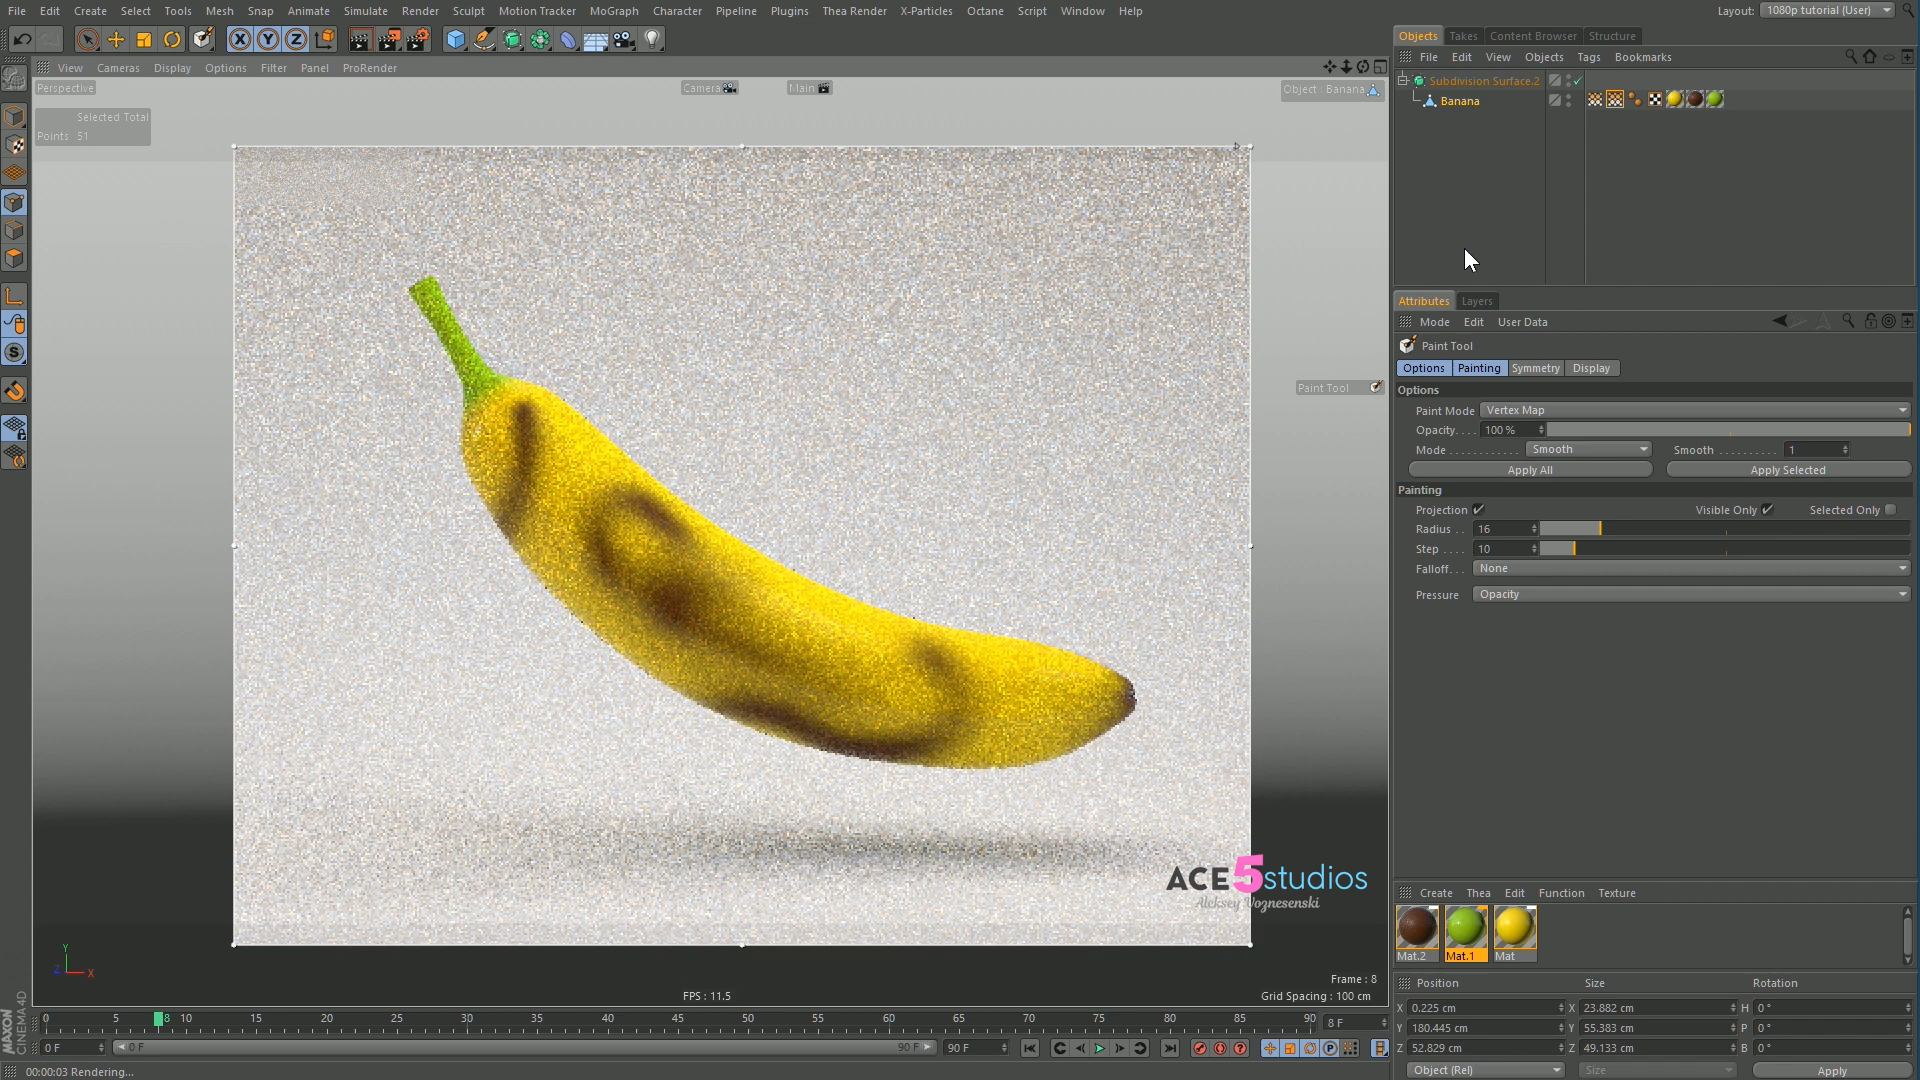 File Edit Create Select Tools Mesh Snap Animate Simulate Render Sculpt Motion Tracker MoGraph Character Pipeline Plugins Thea Render X-Particles Octane Script Window Help
Layout: 1080p tutorial (User)
Objects Takes Content Browser Structure
File Edit View Objects Tags Bookmarks
View Cameras Display Options Filter Panel ProRender
Perspective
Camera
Main
Object : Banana
Selected Total
Points 51
Subdivision Surface.2
Banana
Attributes Layers
Mode Edit User Data
Paint Tool
Options Painting Symmetry Display
Options
Paint Mode Vertex Map
Opacity. . . . 100 %
Mode . . . . . . . . . . . Smooth
Smooth . . . . . . . . . . 1
Apply All
Apply Selected
Painting
Projection
Visible Only
Selected Only
Radius . . 16
Step . . . . 10
Falloff. . . None
Pressure Opacity
Paint Tool
ACE5studios
Aleksey Voznesenski
Create Thea Edit Function Texture
Mat.2 Mat.1 Mat
Y
Z X
FPS : 11.5
Frame : 8
Grid Spacing : 100 cm
0 5 8 10 15 20 25 30 35 40 45 50 55 60 65 70 75 80 85 90
8 F
0 F
0 F
90 F
90 F
Position Size Rotation
X 0.225 cm X 23.882 cm H 0 °
Y 180.445 cm Y 55.383 cm P 0 °
Z 52.829 cm Z 49.133 cm B 0 °
Object (Rel) Size Apply
MAXON
CINEMA 4D
00:00:03 Rendering...